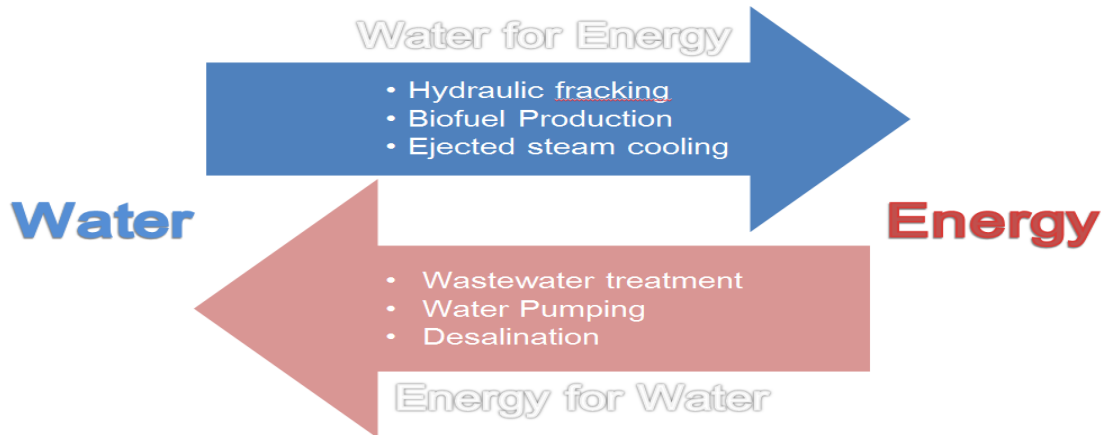 Water for Energy
• Hydraulic fracking
• Biofuel Production
• Ejected steam cooling
Water
Energy
• Wastewater treatment
• Water Pumping
• Desalination
Energy for Water